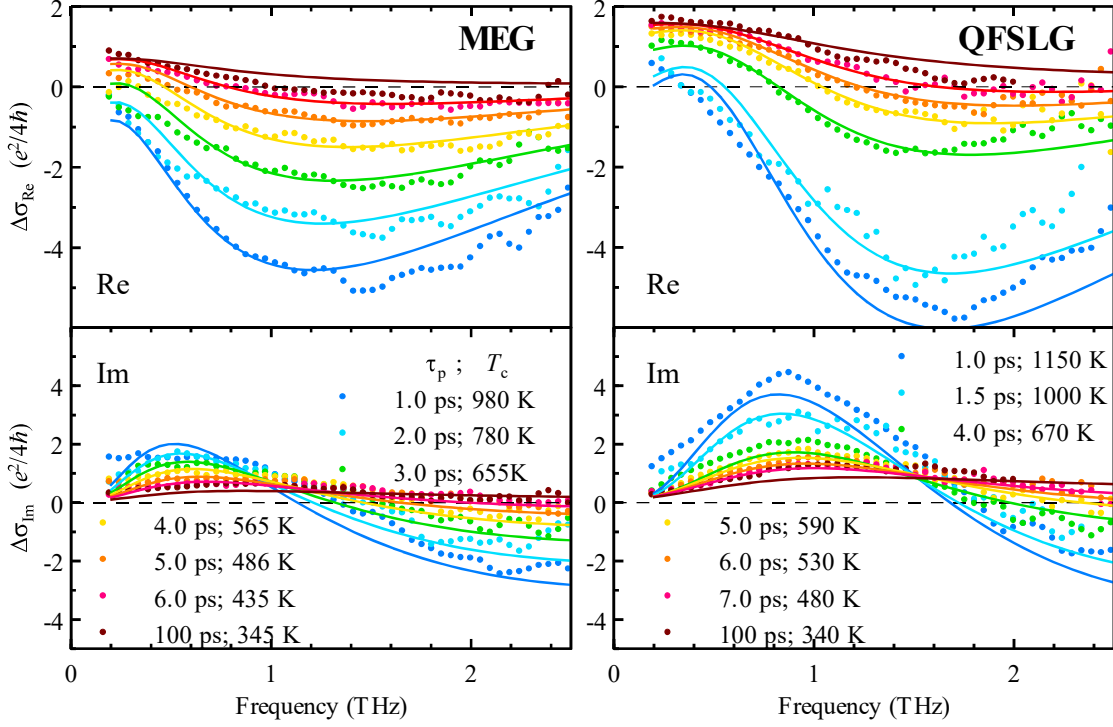 MEG
QFSLG
2
0
-2
-4
Δσ_Re (e²/4ħ)
Re
Re
2
0
-2
-4
Im
τ_p ; T_c
1.0 ps; 980 K
2.0 ps; 780 K
3.0 ps; 655K
4.0 ps; 565 K
5.0 ps; 486 K
6.0 ps; 435 K
100 ps; 345 K
4
2
0
-2
-4
Δσ_Im (e²/4ħ)
Im
1.0 ps; 1150 K
1.5 ps; 1000 K
4.0 ps; 670 K
5.0 ps; 590 K
6.0 ps; 530 K
7.0 ps; 480 K
100 ps; 340 K
4
2
0
-2
-4
0 1 2
0 1 2
Frequency (THz)
Frequency (THz)